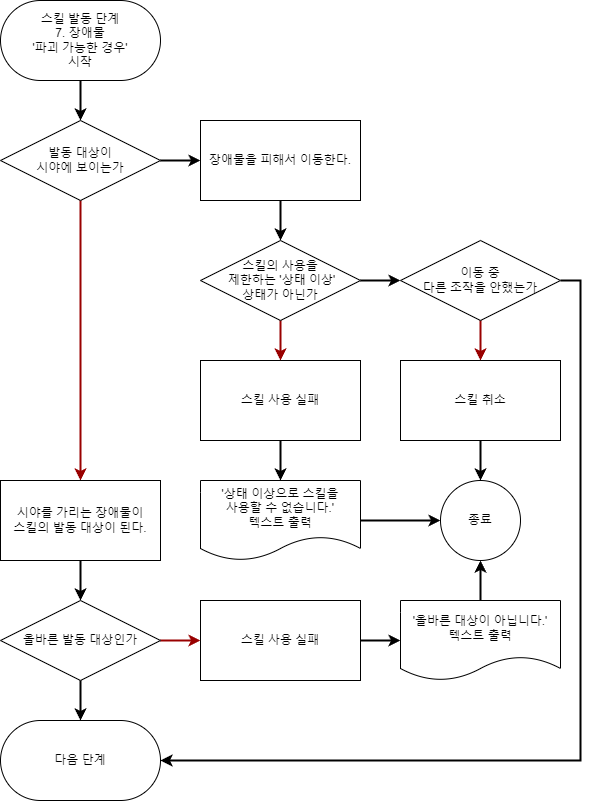 스킬 발동 단계
7. 장애물
'파괴 가능한 경우'
시작
발동 대상이
시야에 보이는가
장애물을 피해서 이동한다.
스킬의 사용을
제한하는 '상태 이상'
상태가 아닌가
이동 중
다른 조작을 안했는가
스킬 사용 실패
스킬 취소
시야를 가리는 장애물이
스킬의 발동 대상이 된다.
'상태 이상으로 스킬을
사용할 수 없습니다.'
텍스트 출력
종료
올바른 발동 대상인가
스킬 사용 실패
'올바른 대상이 아닙니다.'
텍스트 출력
다음 단계